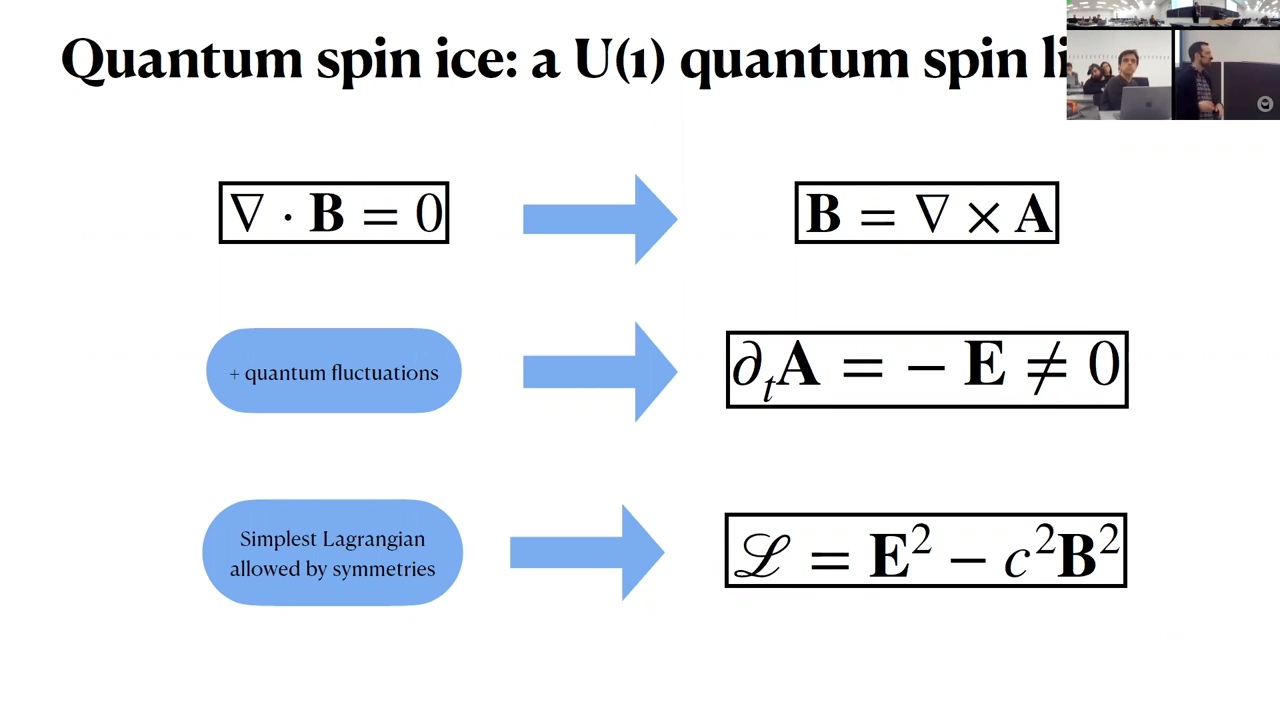 Quantum spin ice: a U(1) quantum spin li
∇ · B = 0
B = ∇ × A
+ quantum fluctuations
∂ₜA = − E ≠ 0
Simplest Lagrangian
allowed by symmetries
ℒ = E² − c²B²